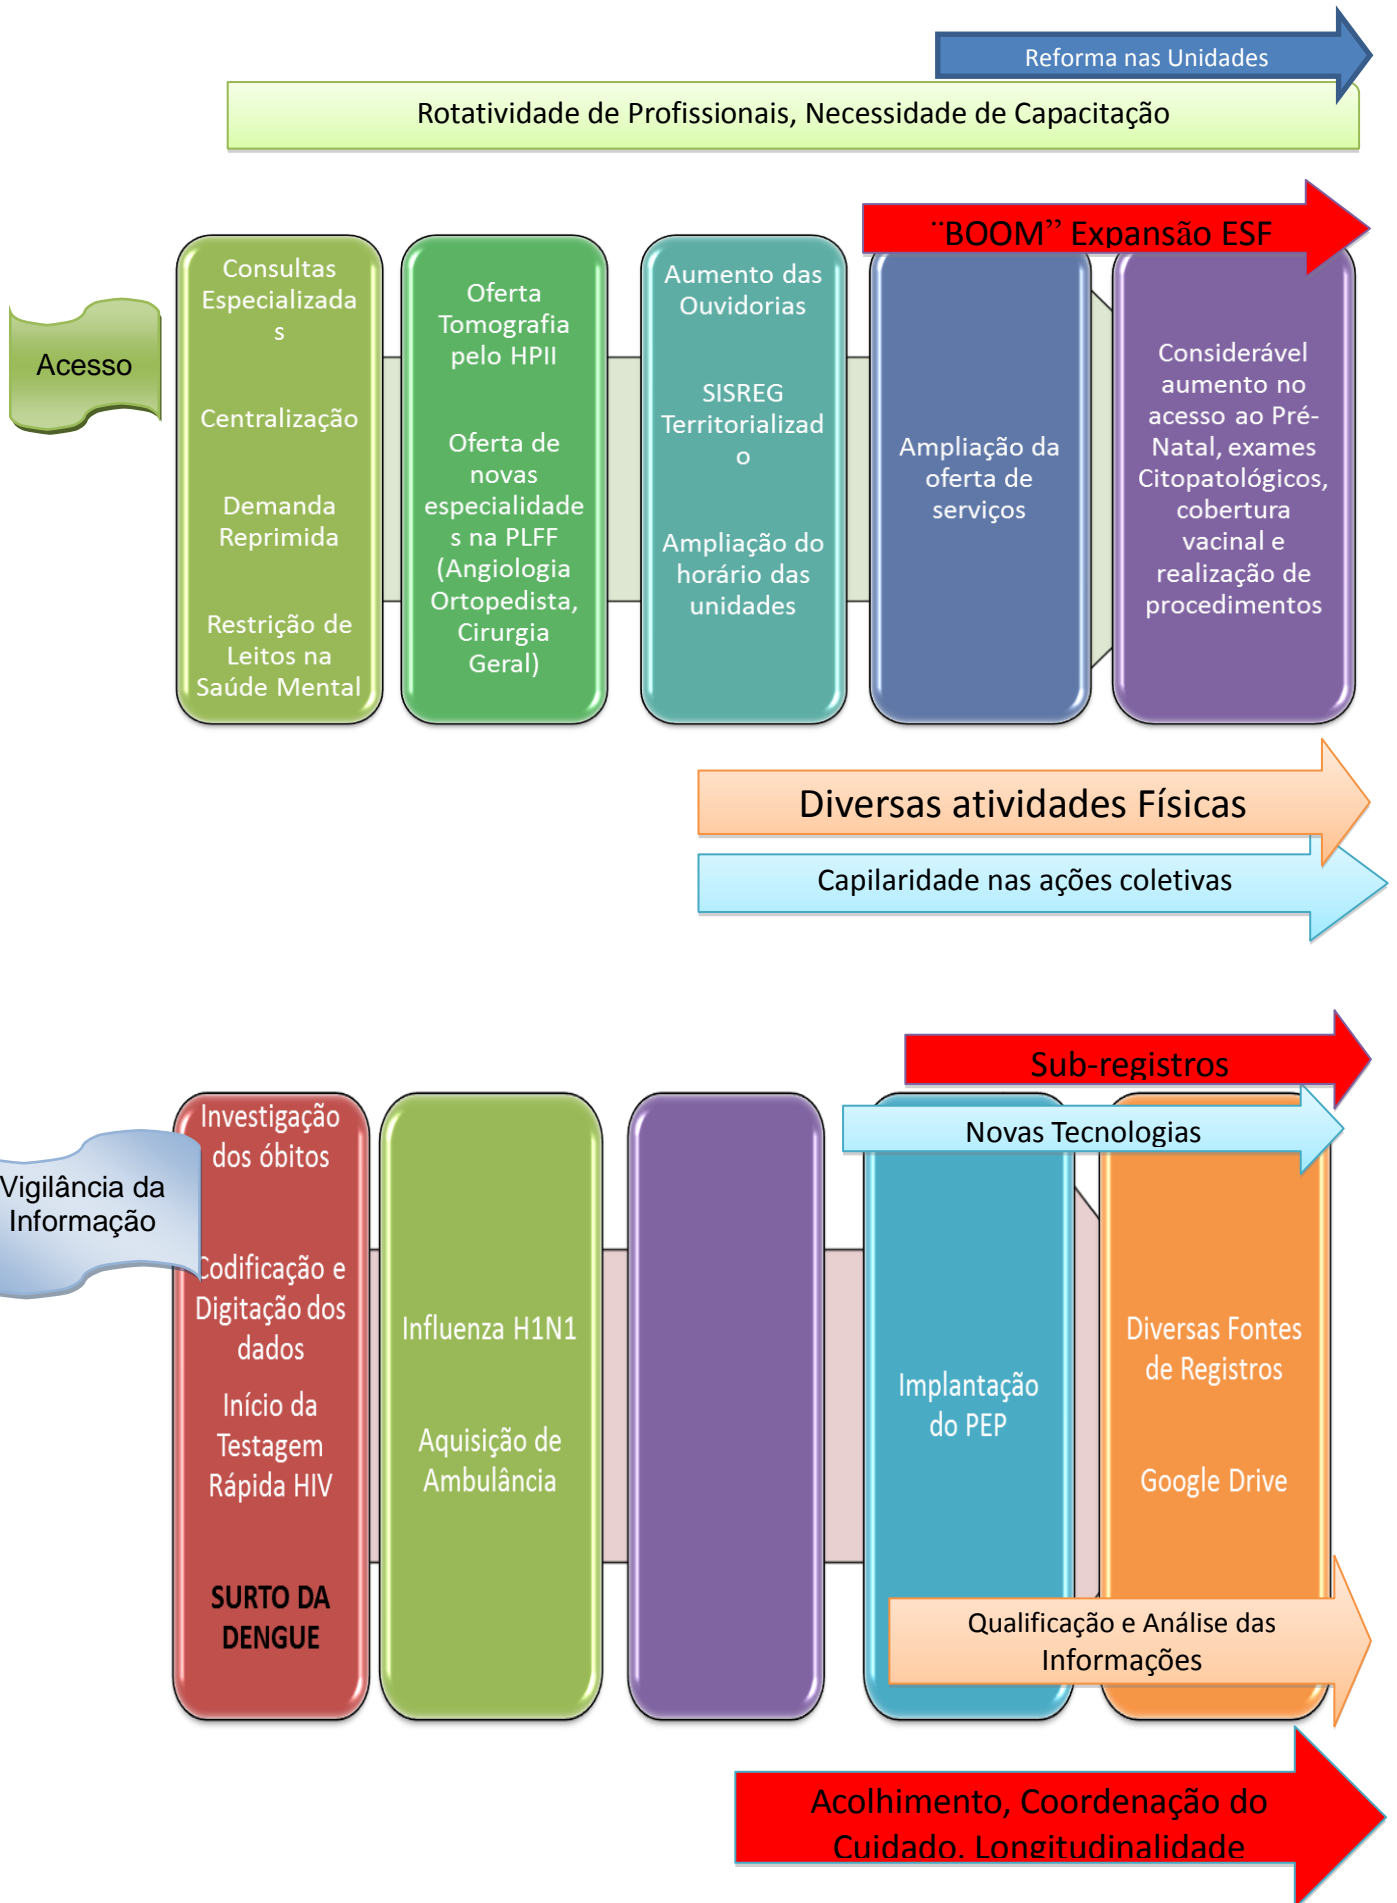 Reforma nas Unidades
Rotatividade de Profissionais, Necessidade de Capacitação
¨BOOM” Expansão ESF
Acesso
Consultas
Especializada
s
Centralização
Demanda
Reprimida
Restrição de
Leitos na
Saúde Mental
Oferta
Tomografia
pelo HPII
Oferta de
novas
especialidade
s na PLFF
(Angiologia
Ortopedista,
Cirurgia
Geral)
Aumento das
Ouvidorias
SISREG
Territorializad
o
Ampliação do
horário das
unidades
Ampliação da
oferta de
serviços
Considerável
aumento no
acesso ao Pré-
Natal, exames
Citopatológicos,
cobertura
vacinal e
realização de
procedimentos
Diversas atividades Físicas
Capilaridade nas ações coletivas
Sub-registros
Novas Tecnologias
Vigilância da
Informação
Investigação
dos óbitos
Codificação e
Digitação dos
dados
Início da
Testagem
Rápida HIV
SURTO DA
DENGUE
Influenza H1N1
Aquisição de
Ambulância
Implantação
do PEP
Diversas Fontes
de Registros
Google Drive
Qualificação e Análise das
Informações
Acolhimento, Coordenação do
Cuidado, Longitudinalidade